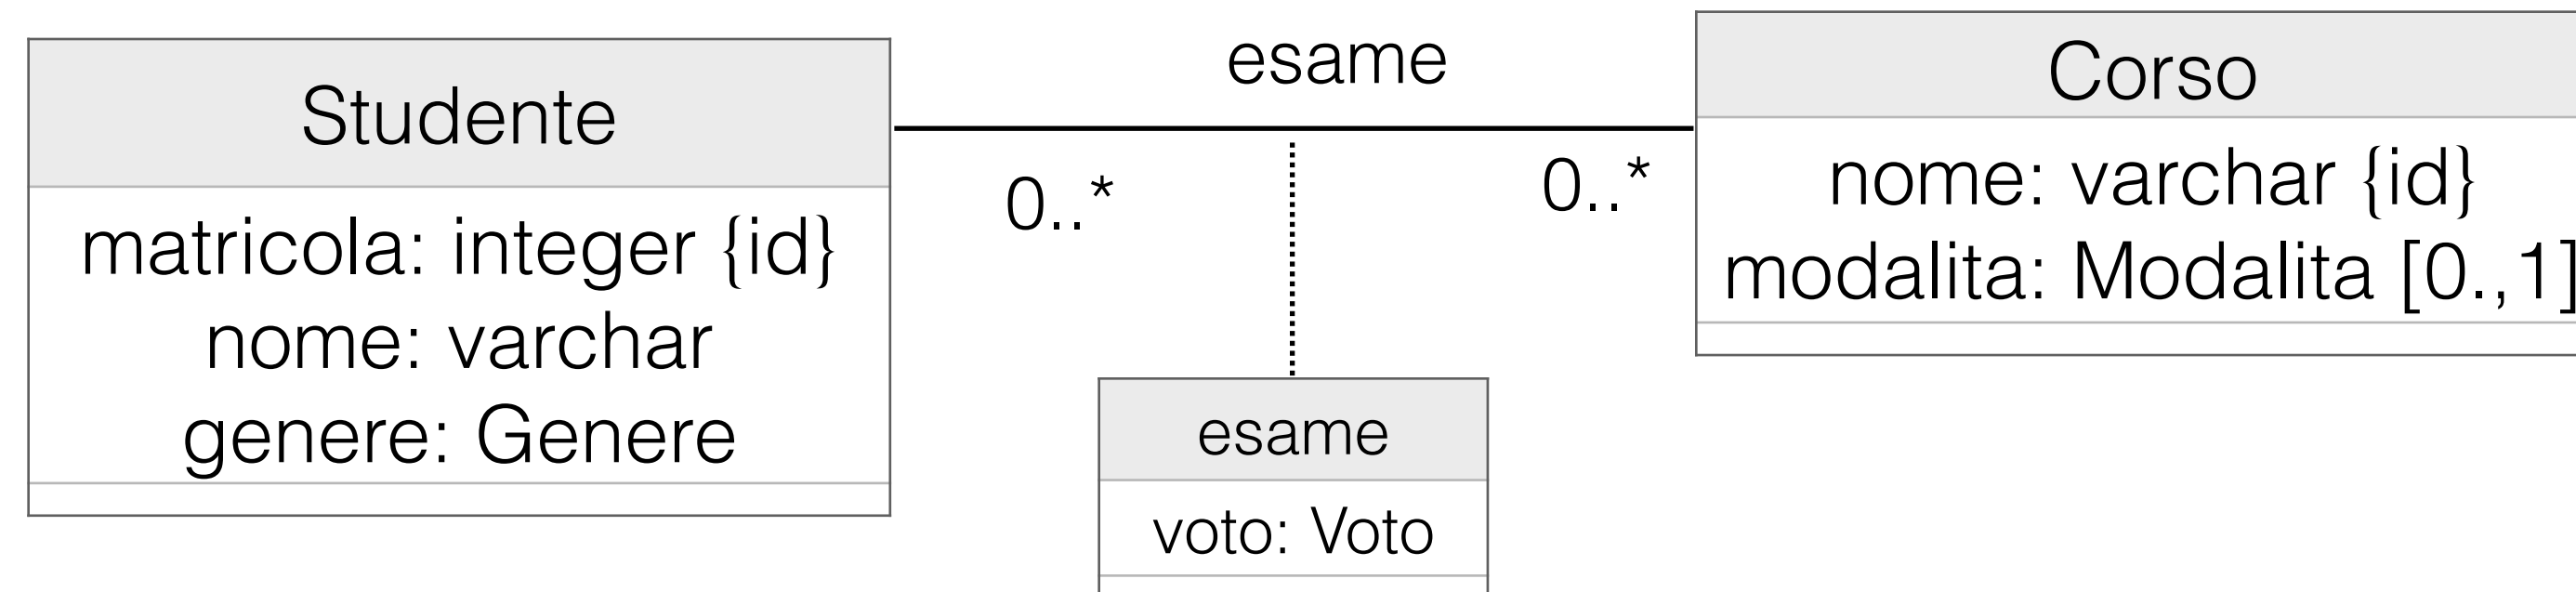 Studente
matricola: integer {id}
nome: varchar
genere: Genere
esame
0..*
0..*
Corso
nome: varchar {id}
modalita: Modalita [0.,1]
esame
voto: Voto